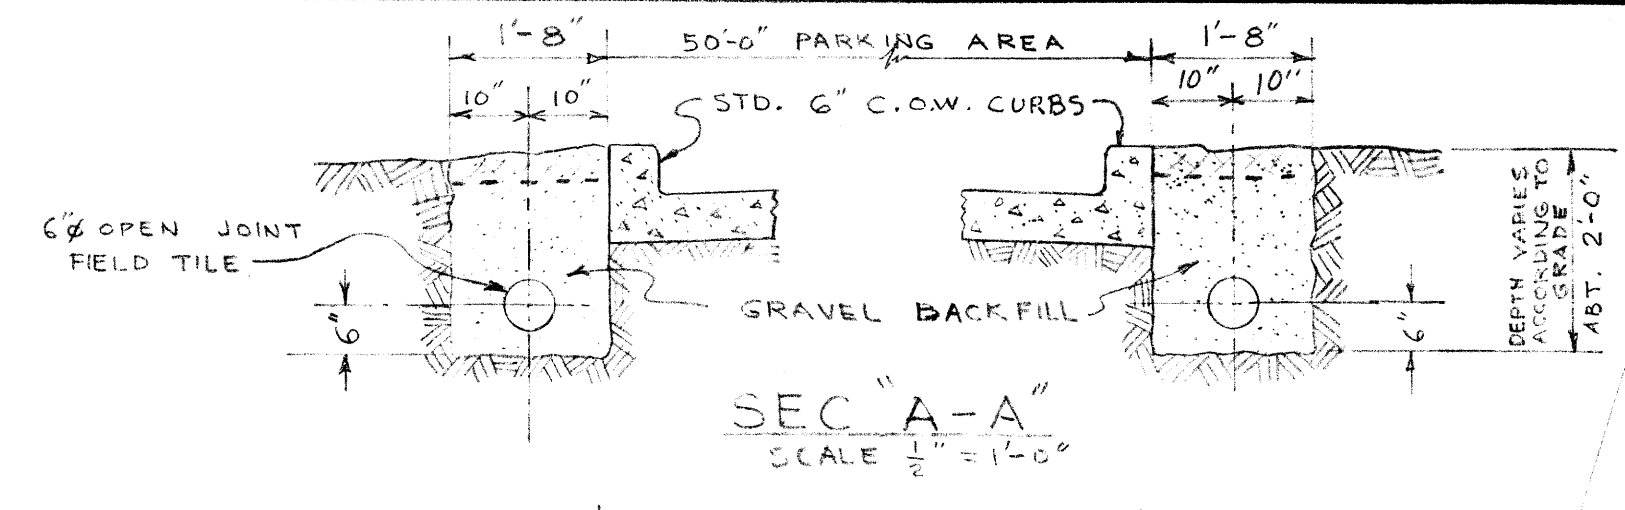 1'-8"
50'-0" PARKING AREA
1'-8"
10"
10"
STD. 6" C.O.W. CURBS
10"
10"
6"ø OPEN JOINT
FIELD TILE
6"
GRAVEL BACKFILL
6"
DEPTH VARIES
ACCORDING TO
GRADE
ABT. 2'-0"
SEC "A-A"
SCALE 1/2" = 1'-0"